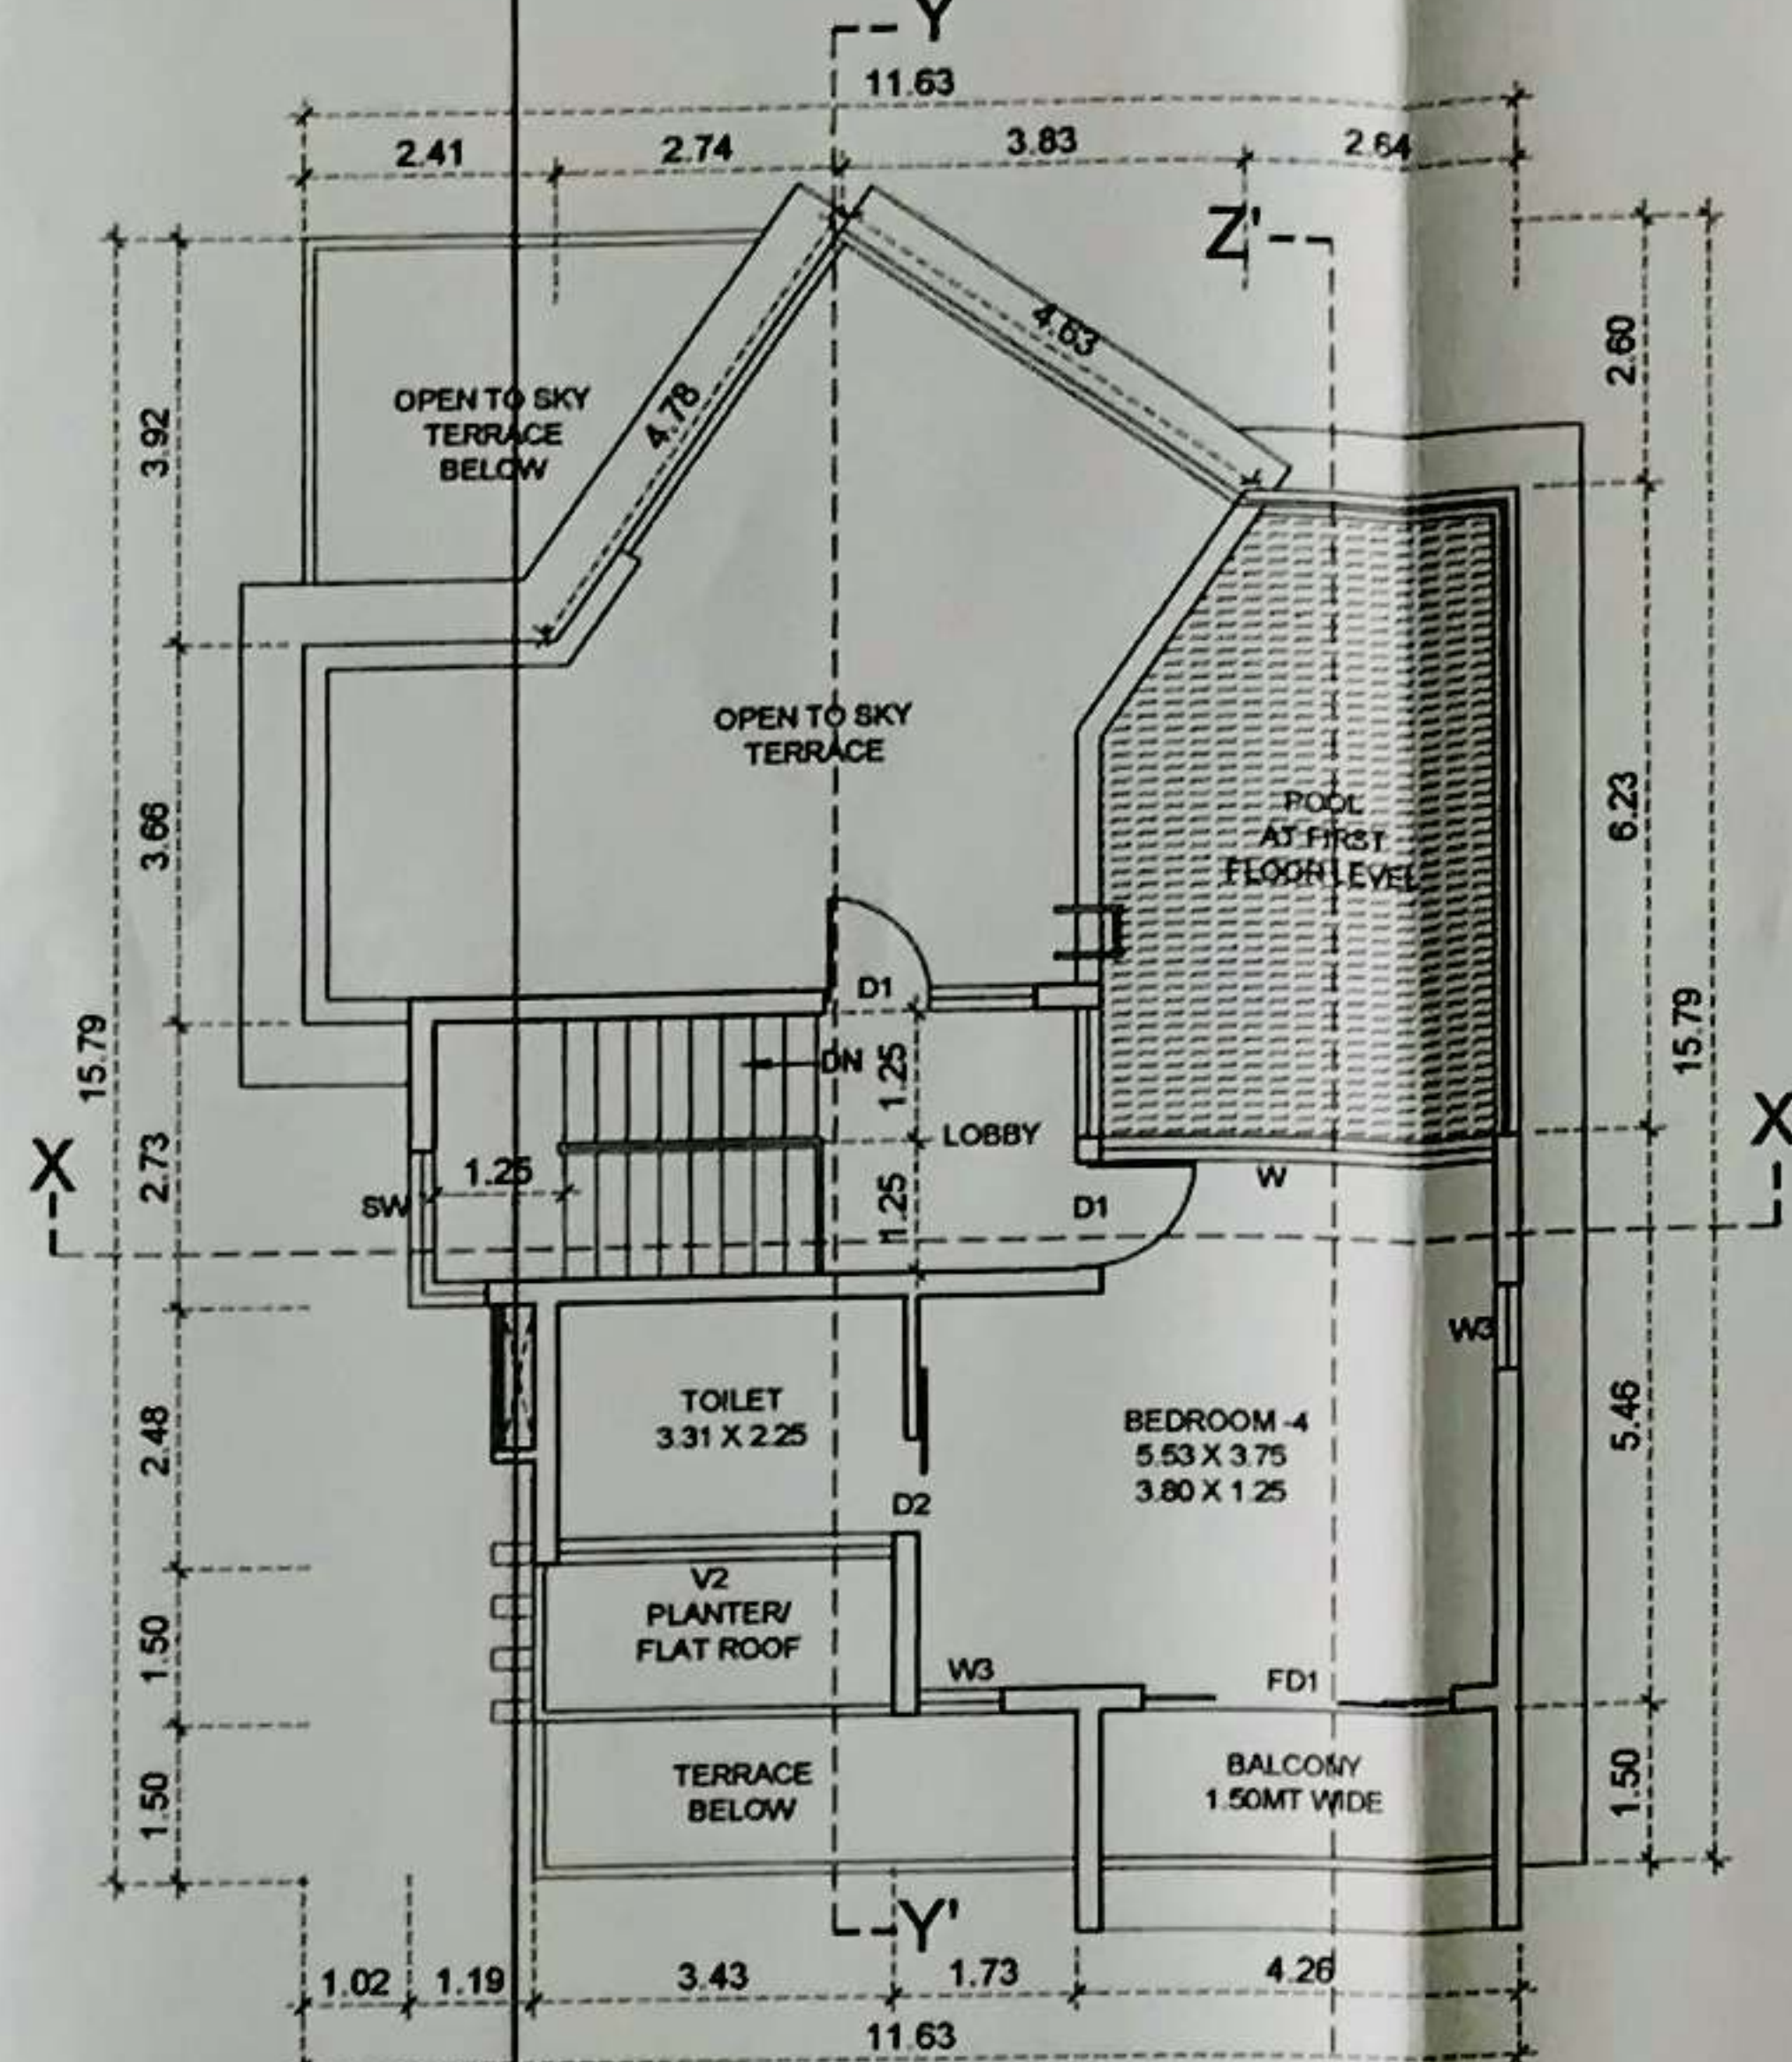 Y
11.63
2.41
2.74
3.83
2.64
Z'
4.63
2.60
4.78
OPEN TO SKY
TERRACE
BELOW
3.92
OPEN TO SKY
TERRACE
3.66
POOL
AT FIRST
FLOOR LEVEL
6.23
D1
15.79
15.79
DN
1.25
LOBBY
X
X
2.73
1.25
SW
1.25
D1
W
W3
TOILET
3.31 X 2.25
2.48
BEDROOM -4
5.53 X 3.75
3.80 X 1.25
5.46
D2
V2
PLANTER/
FLAT ROOF
1.50
W3
FD1
TERRACE
BELOW
1.50
BALCONY
1.50MT WIDE
1.50
Y'
1.02
1.19
3.43
1.73
4.26
11.63